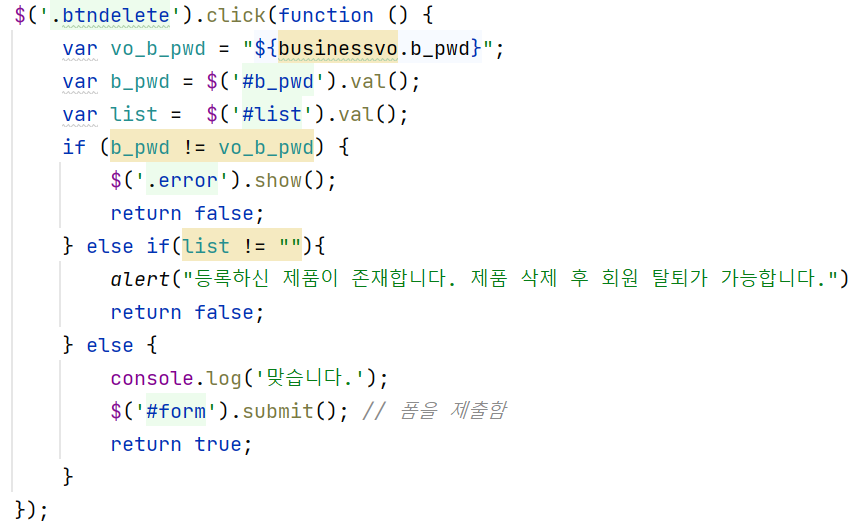 $('.btndelete').click(function () {
    var vo_b_pwd = "${businessvo.b_pwd}";
    var b_pwd = $('#b_pwd').val();
    var list =  $('#list').val();
    if (b_pwd != vo_b_pwd) {
        $('.error').show();
        return false;
    } else if(list != ""){
        alert("등록하신 제품이 존재합니다. 제품 삭제 후 회원 탈퇴가 가능합니다.")
        return false;
    } else {
        console.log('맞습니다.');
        $('#form').submit(); // 폼을 제출함
        return true;
    }
});